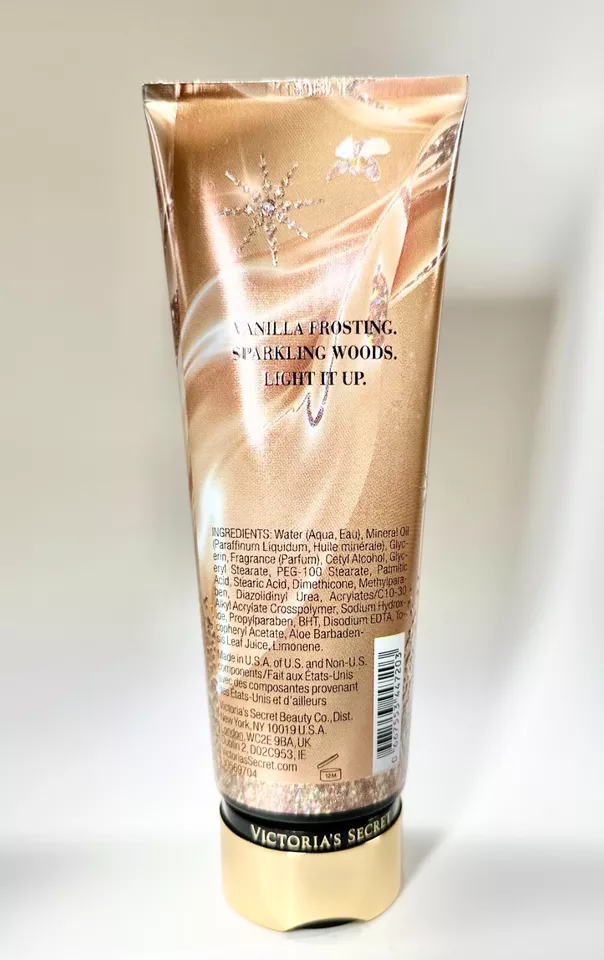 VANILLA FROSTING.
SPARKLING WOODS.
LIGHT IT UP.
INGREDIENTS: Water (Aqua, Eau), Mineral Oil
(Paraffinum Liquidum, Huile minérale), Glyc-
erin, Fragrance (Parfum), Cetyl Alcohol, Glyc-
eryl Stearate, PEG-100 Stearate, Palmitic
Acid, Stearic Acid, Dimethicone, Methylpara-
ben, Diazolidinyl Urea, Acrylates/C10-30
Alkyl Acrylate Crosspolymer, Sodium Hydrox-
ide, Propylparaben, BHT, Disodium EDTA, To-
copheryl Acetate, Aloe Barbaden-
sis Leaf Juice, Limonene.
Made in U.S.A. of U.S. and Non-U.S.
components/Fait aux États-Unis
avec des composantes provenant
des États-Unis et d'ailleurs
Victoria's Secret Beauty Co., Dist.
New York, NY 10019 U.S.A.
London, WC2E 9BA, UK
Dublin 2, D02C953, IE
VictoriasSecret.com
0 667553 447203
12M
VICTORIA'S SECRET